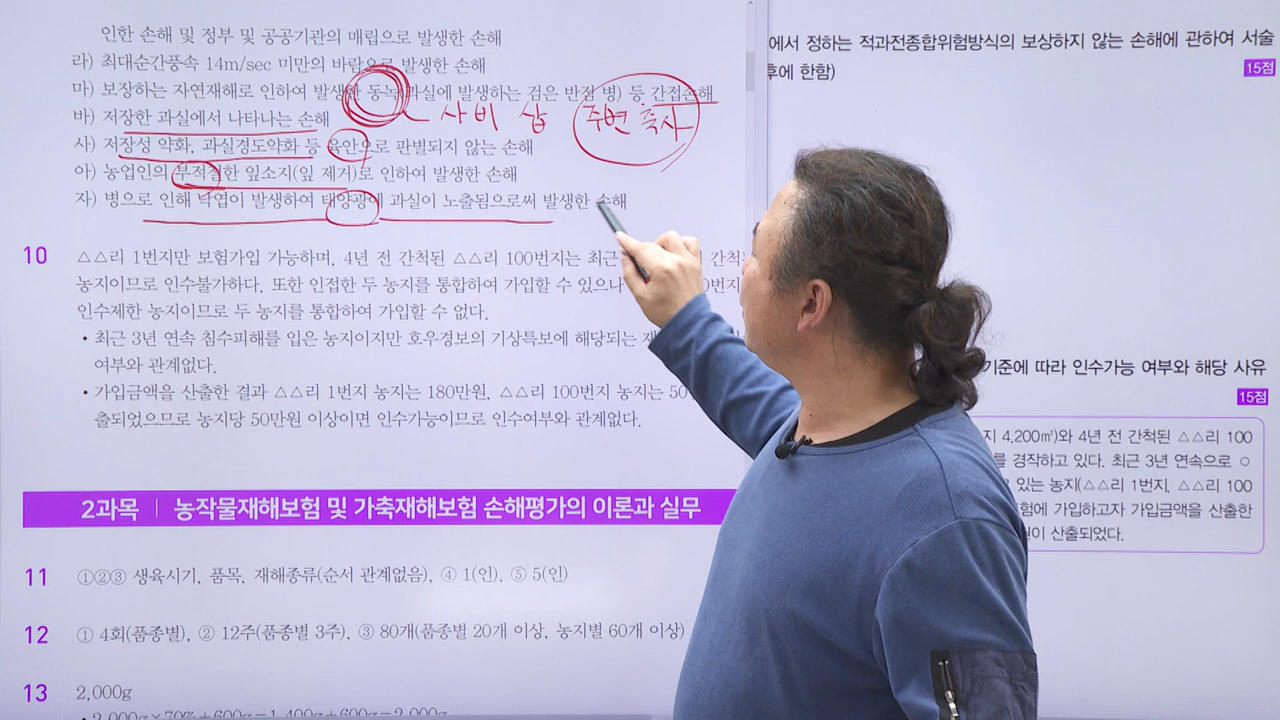 인한 손해 및 정부 및 공공기관의 매립으로 발생한 손해
라) 최대순간풍속 14m/sec 미만의 바람으로 발생한 손해
마) 보장하는 자연재해로 인하여 발생한 동녹(과실에 발생하는 검은 반점 병) 등 간접손해
바) 저장한 과실에서 나타나는 손해
사비 삽
주변
사) 저장성 약화, 과실경도약화 등 육안으로 판별되지 않는 손해
아) 농업인의 부적절한 잎소지(잎 제거)로 인하여 발생한 손해
자) 병으로 인해 낙엽이 발생하여 태양광에 과실이 노출됨으로써 발생한 손해
10 △△리 1번지만 보험가입 가능하며, 4년 전 간척된 △△리 100번지는 최근 간척
농지이므로 인수불가하다. 또한 인접한 두 농지를 통합하여 가입할 수 있으나 번지
인수제한 농지이므로 두 농지를 통합하여 가입할 수 없다.
• 최근 3년 연속 침수피해를 입은 농지이지만 호우경보의 기상특보에 해당되는
여부와 관계없다.
• 가입금액을 산출한 결과 △△리 1번지 농지는 180만원, △△리 100번지 농지는
출되었으므로 농지당 50만원 이상이면 인수가능이므로 인수여부와 관계없다.
2과목 | 농작물재해보험 및 가축재해보험 손해평가의 이론과 실무
11 ①②③ 생육시기, 품목, 재해종류(순서 관계없음), ④ 1(인), ⑤ 5(인)
12 ① 4회(품종별), ② 12주(품종별 3주), ③ 80개(품종별 20개 이상, 농지별 60개 이상)
13 2,000g
• 2,000g×70%+600g=1,400g+600g=2,000g
에서 정하는 적과전종합위험방식의 보상하지 않는 손해에 관하여 서술
후에 한함)
15점
기준에 따라 인수가능 여부와 해당 사유
15점
지 4,200㎡)와 4년 전 간척된 △△리 100
를 경작하고 있다. 최근 3년 연속으로 ○
있는 농지(△△리 1번지, △△리 100
험에 가입하고자 가입금액을 산출한
원이 산출되었다.